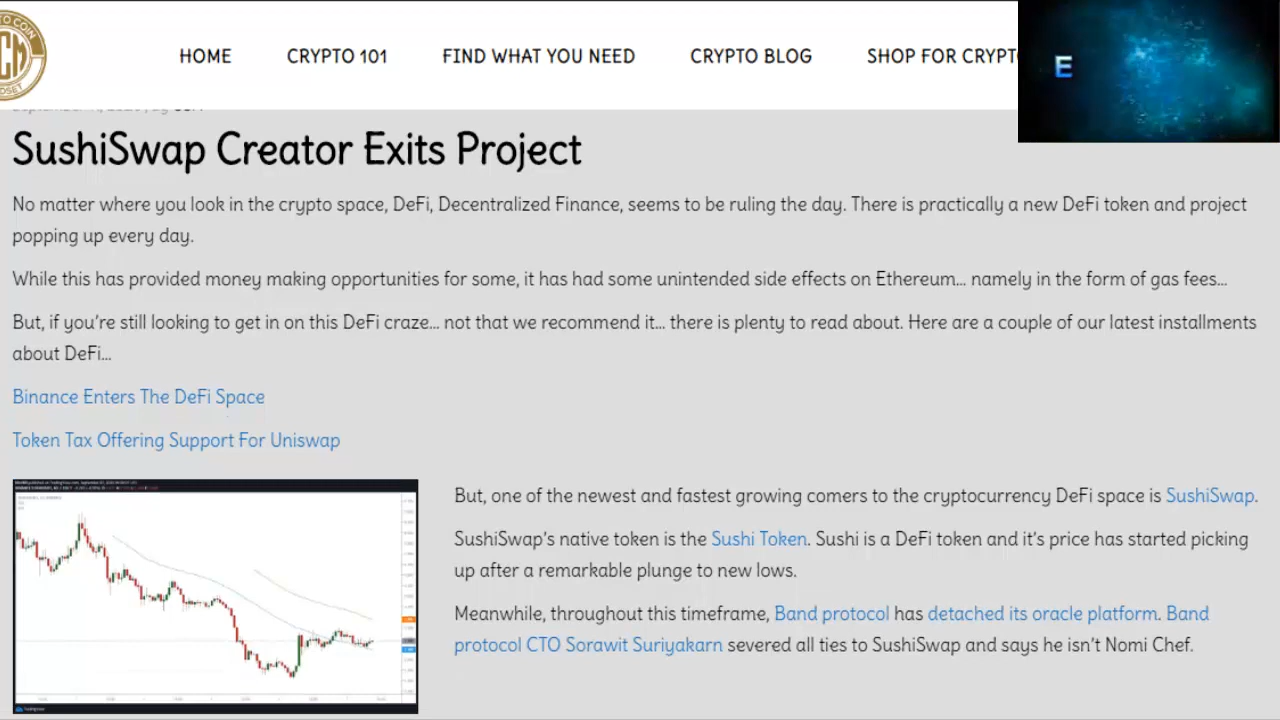 HOME CRYPTO 101 FIND WHAT YOU NEED CRYPTO BLOG SHOP FOR CRYPTO
E
SushiSwap Creator Exits Project
No matter where you look in the crypto space, DeFi, Decentralized Finance, seems to be ruling the day. There is practically a new DeFi token and project
popping up every day.
While this has provided money making opportunities for some, it has had some unintended side effects on Ethereum... namely in the form of gas fees...
But, if you're still looking to get in on this DeFi craze... not that we recommend it... there is plenty to read about. Here are a couple of our latest installments
about DeFi...
Binance Enters The DeFi Space
Token Tax Offering Support For Uniswap
But, one of the newest and fastest growing comers to the cryptocurrency DeFi space is SushiSwap.
SushiSwap's native token is the Sushi Token. Sushi is a DeFi token and it's price has started picking
up after a remarkable plunge to new lows.
Meanwhile, throughout this timeframe, Band protocol has detached its oracle platform. Band
protocol CTO Sorawit Suriyakarn severed all ties to SushiSwap and says he isn't Nomi Chef.